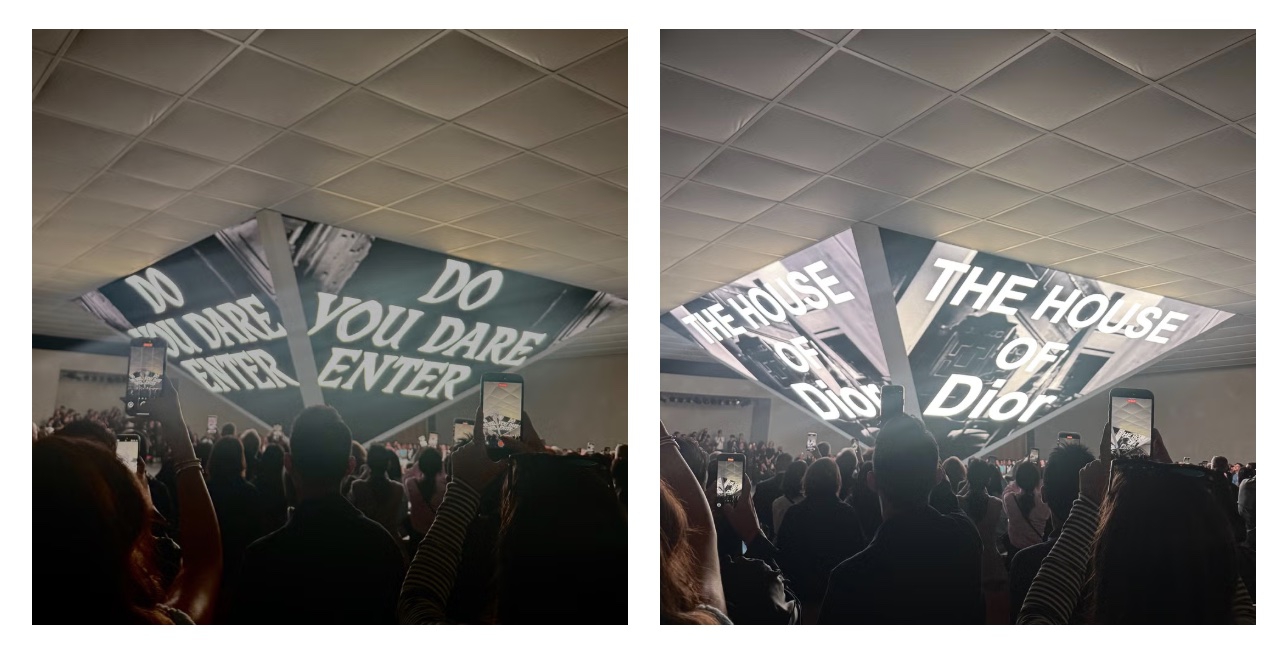 DO
YOU DARE
ENTER
DO
YOU DARE
ENTER
THE HOUSE
OF
Dior
THE HOUSE
OF
Dior